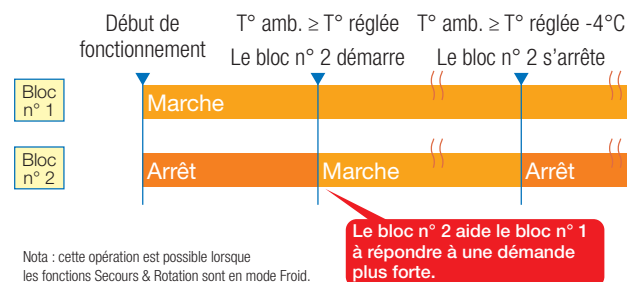 Début de
fonctionnement
T° amb. ≥ T° réglée
Le bloc n° 2 démarre
T° amb. ≥ T° réglée -4°C
Le bloc n° 2 s’arrête
Bloc
n° 1
Marche
Bloc
n° 2
Arrêt
Marche
Arrêt
Le bloc n° 2 aide le bloc n° 1
à répondre à une démande
plus forte.
Nota : cette opération est possible lorsque
les fonctions Secours & Rotation sont en mode Froid.